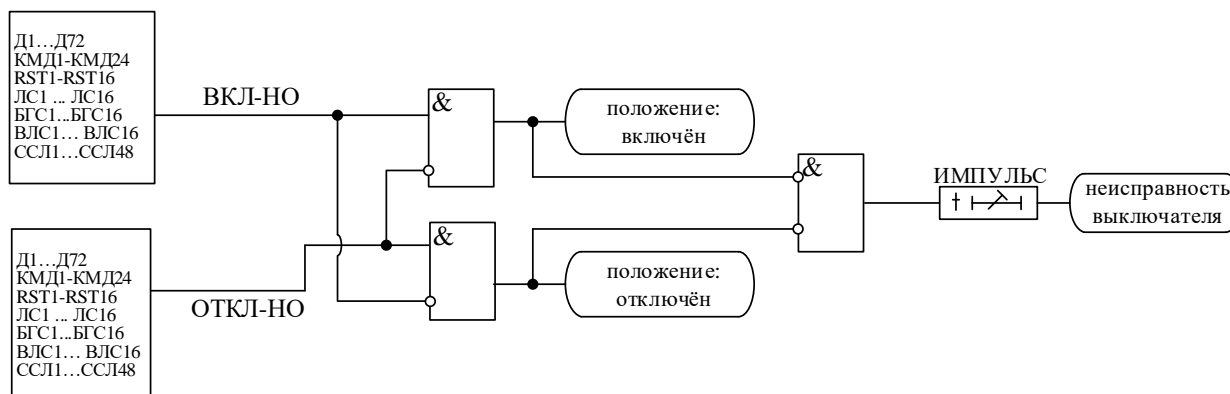 Д1…Д72
КМД1-КМД24
RST1-RST16
ЛС1 ... ЛС16
БГС1...БГС16
ВЛС1… ВЛС16
ССЛ1…ССЛ48
ВКЛ-НО
&
положение:
включён
&
ИМПУЛЬС
неисправность
выключателя
Д1…Д72
КМД1-КМД24
RST1-RST16
ЛС1 ... ЛС16
БГС1...БГС16
ВЛС1… ВЛС16
ССЛ1…ССЛ48
ОТКЛ-НО
&
положение:
отключён